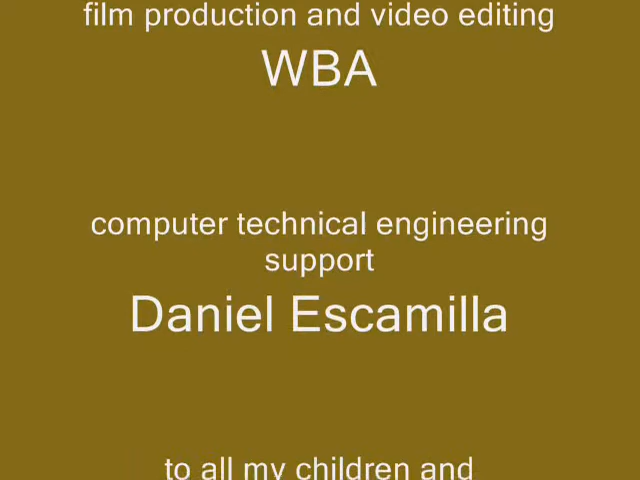 film production and video editing
WBA
computer technical engineering
support
Daniel Escamilla
to all my children and